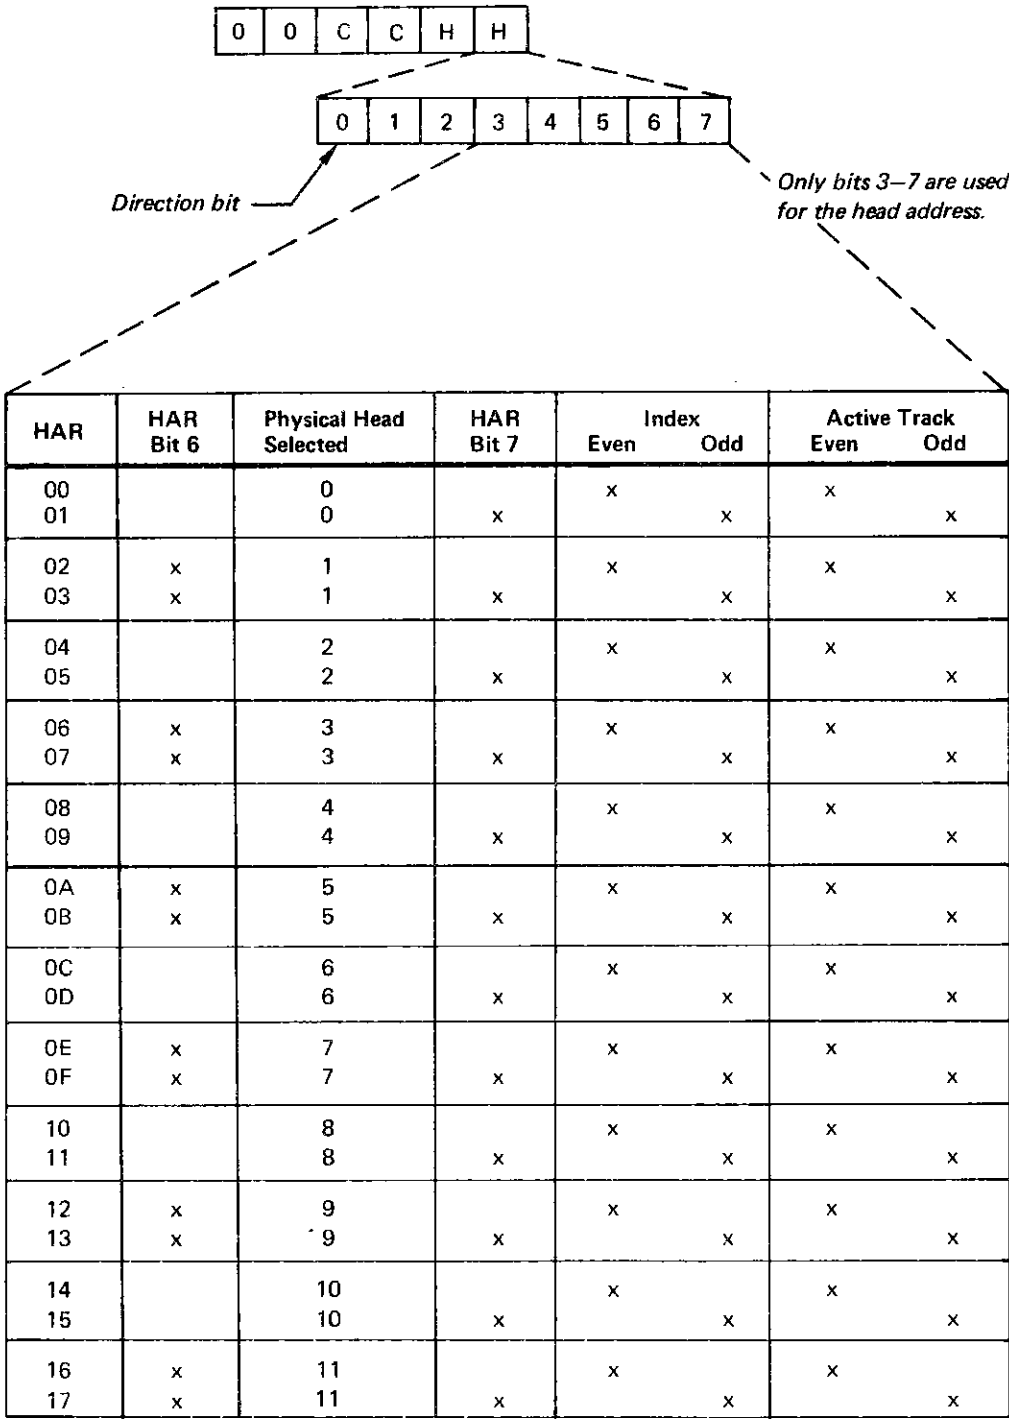 0 0 C C H H
0 1 2 3 4 5 6 7
Direction bit
Only bits 3–7 are used
for the head address.
HAR HAR Bit 6 Physical Head Selected HAR Bit 7 Index Even Odd Active Track Even Odd
00 0 x x
01 0 x x x
02 x 1 x x
03 x 1 x x x
04 2 x x
05 2 x x x
06 x 3 x x
07 x 3 x x x
08 4 x x
09 4 x x x
0A x 5 x x
0B x 5 x x x
0C 6 x x
0D 6 x x x
0E x 7 x x
0F x 7 x x x
10 8 x x
11 8 x x x
12 x 9 x x
13 x 9 x x x
14 10 x x
15 10 x x x
16 x 11 x x
17 x 11 x x x